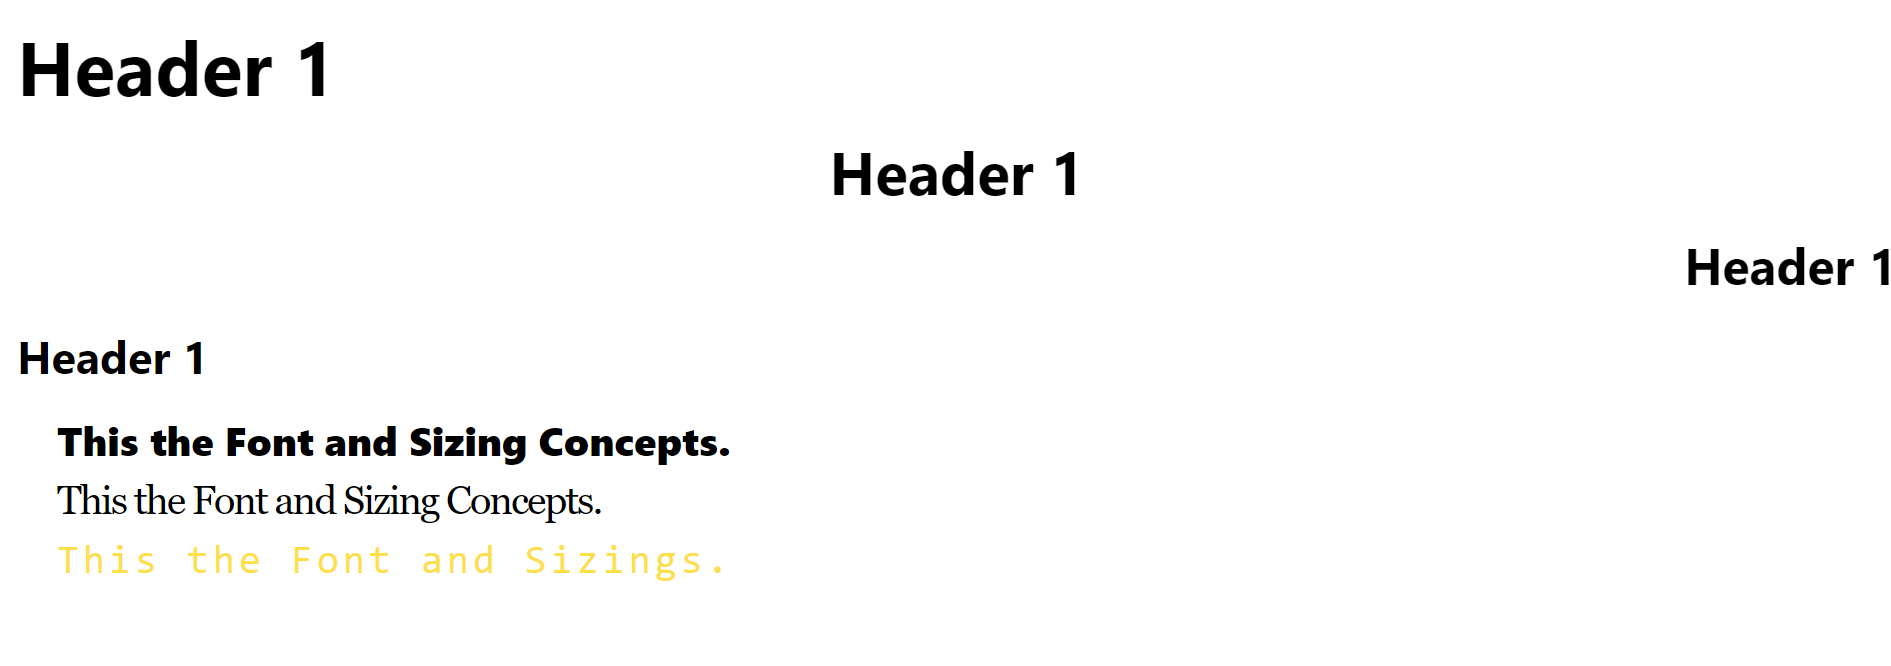 Header 1
Header 1
Header 1
Header 1
This the Font and Sizing Concepts.
This the Font and Sizing Concepts.
This the Font and Sizings.